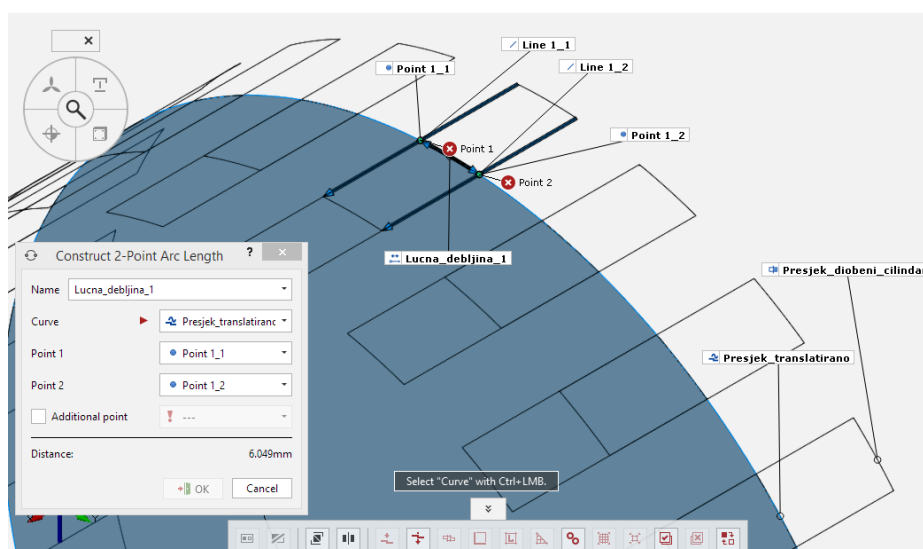 Line 1_1
Point 1_1
Line 1_2
Point 1_2
Point 1
Point 2
Lucna_debljina_1
Presjek_diobeni_cilindar
Presjek_translatirano
Construct 2-Point Arc Length
?
Name Lucna_debljina_1
Curve Presjek_translatiranc
Point 1 Point 1_1
Point 2 Point 1_2
Additional point ---
Distance: 6.049mm
OK Cancel
Select "Curve" with Ctrl+LMB.